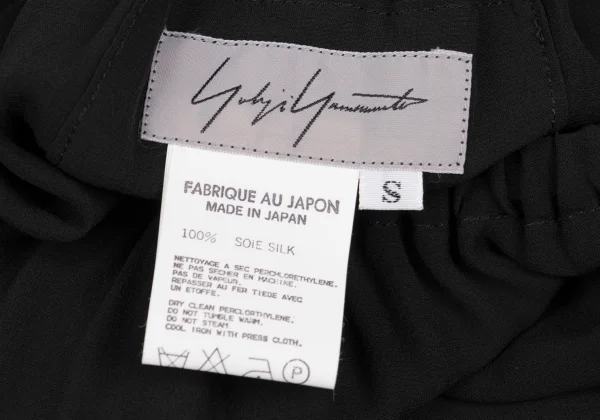 Yohji Yamamoto
S
FABRIQUE AU JAPON
MADE IN JAPAN
100% SOIE SILK
NETTOYAGE A SEC PERCHLORETHYLENE.
NE PAS SECHER EN MACHINE.
PAS DE VAPEUR.
REPASSER AU FER TIEDE AVEC
UN ETOFFE.
DRY CLEAN PERCLORTHYLENE.
DO NOT TUMBLE WARM.
DO NOT STEAM
COOL IRON WITH PRESS CLOTH.
P